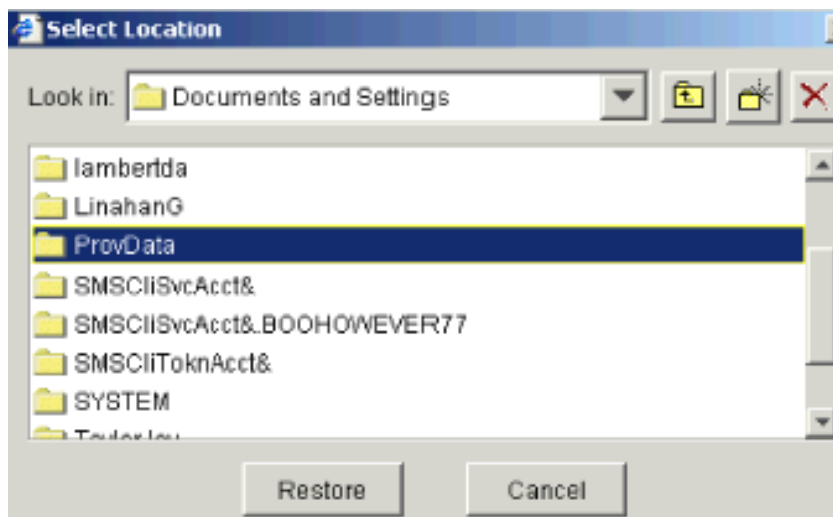 Select Location
Look in: Documents and Settings
lambertda
LinahanG
ProvData
SMSCliSvcAcct&
SMSCliSvcAcct&.BOOHOWEVER77
SMSCliToknAcct&
SYSTEM
Restore Cancel